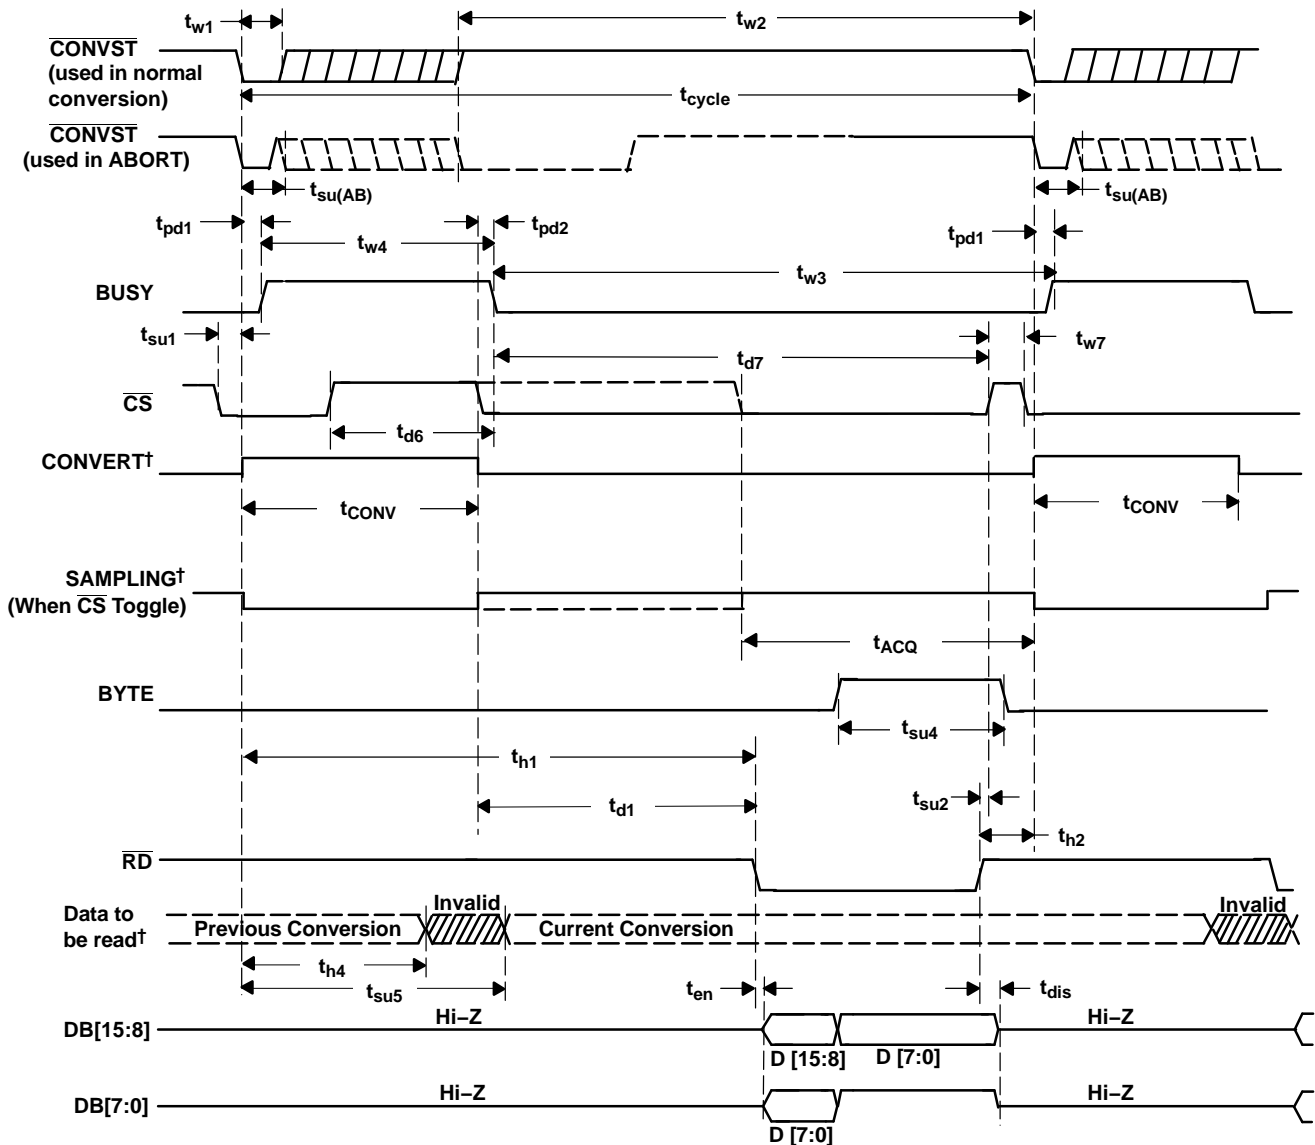 tw1
tw2
CONVST
(used in normal
conversion)
tcycle
CONVST
(used in ABORT)
tsu(AB)
tsu(AB)
tpd1
tpd2
tw4
tpd1
tw3
BUSY
tsu1
tw7
td7
CS
td6
CONVERT†
tCONV
tCONV
SAMPLING†
(When CS Toggle)
tACQ
BYTE
tsu4
th1
tsu2
td1
th2
RD
Invalid
Invalid
Data to
be read†
Previous Conversion
Current Conversion
th4
tsu5
ten
tdis
Hi–Z
Hi–Z
DB[15:8]
D [15:8]
D [7:0]
Hi–Z
Hi–Z
DB[7:0]
D [7:0]